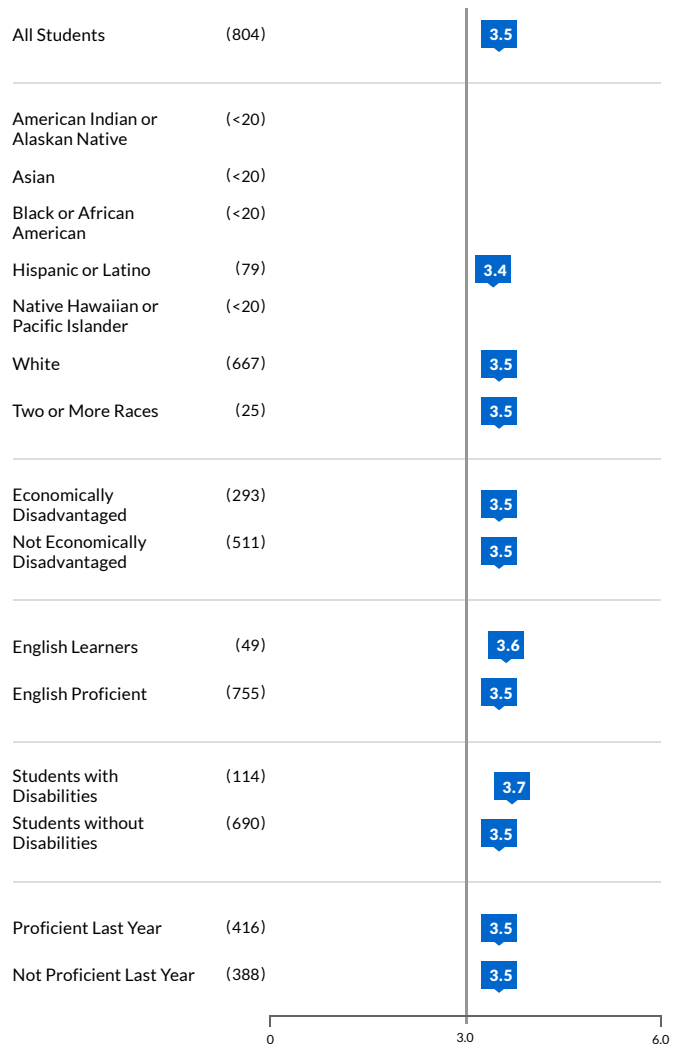 All Students (804) 3.5
American Indian or (<20)
Alaskan Native
Asian (<20)
Black or African (<20)
American
Hispanic or Latino (79) 3.4
Native Hawaiian or (<20)
Pacific Islander
White (667) 3.5
Two or More Races (25) 3.5
Economically (293) 3.5
Disadvantaged
Not Economically (511) 3.5
Disadvantaged
English Learners (49) 3.6
English Proficient (755) 3.5
Students with (114) 3.7
Disabilities
Students without (690) 3.5
Disabilities
Proficient Last Year (416) 3.5
Not Proficient Last Year (388) 3.5
0 3.0 6.0